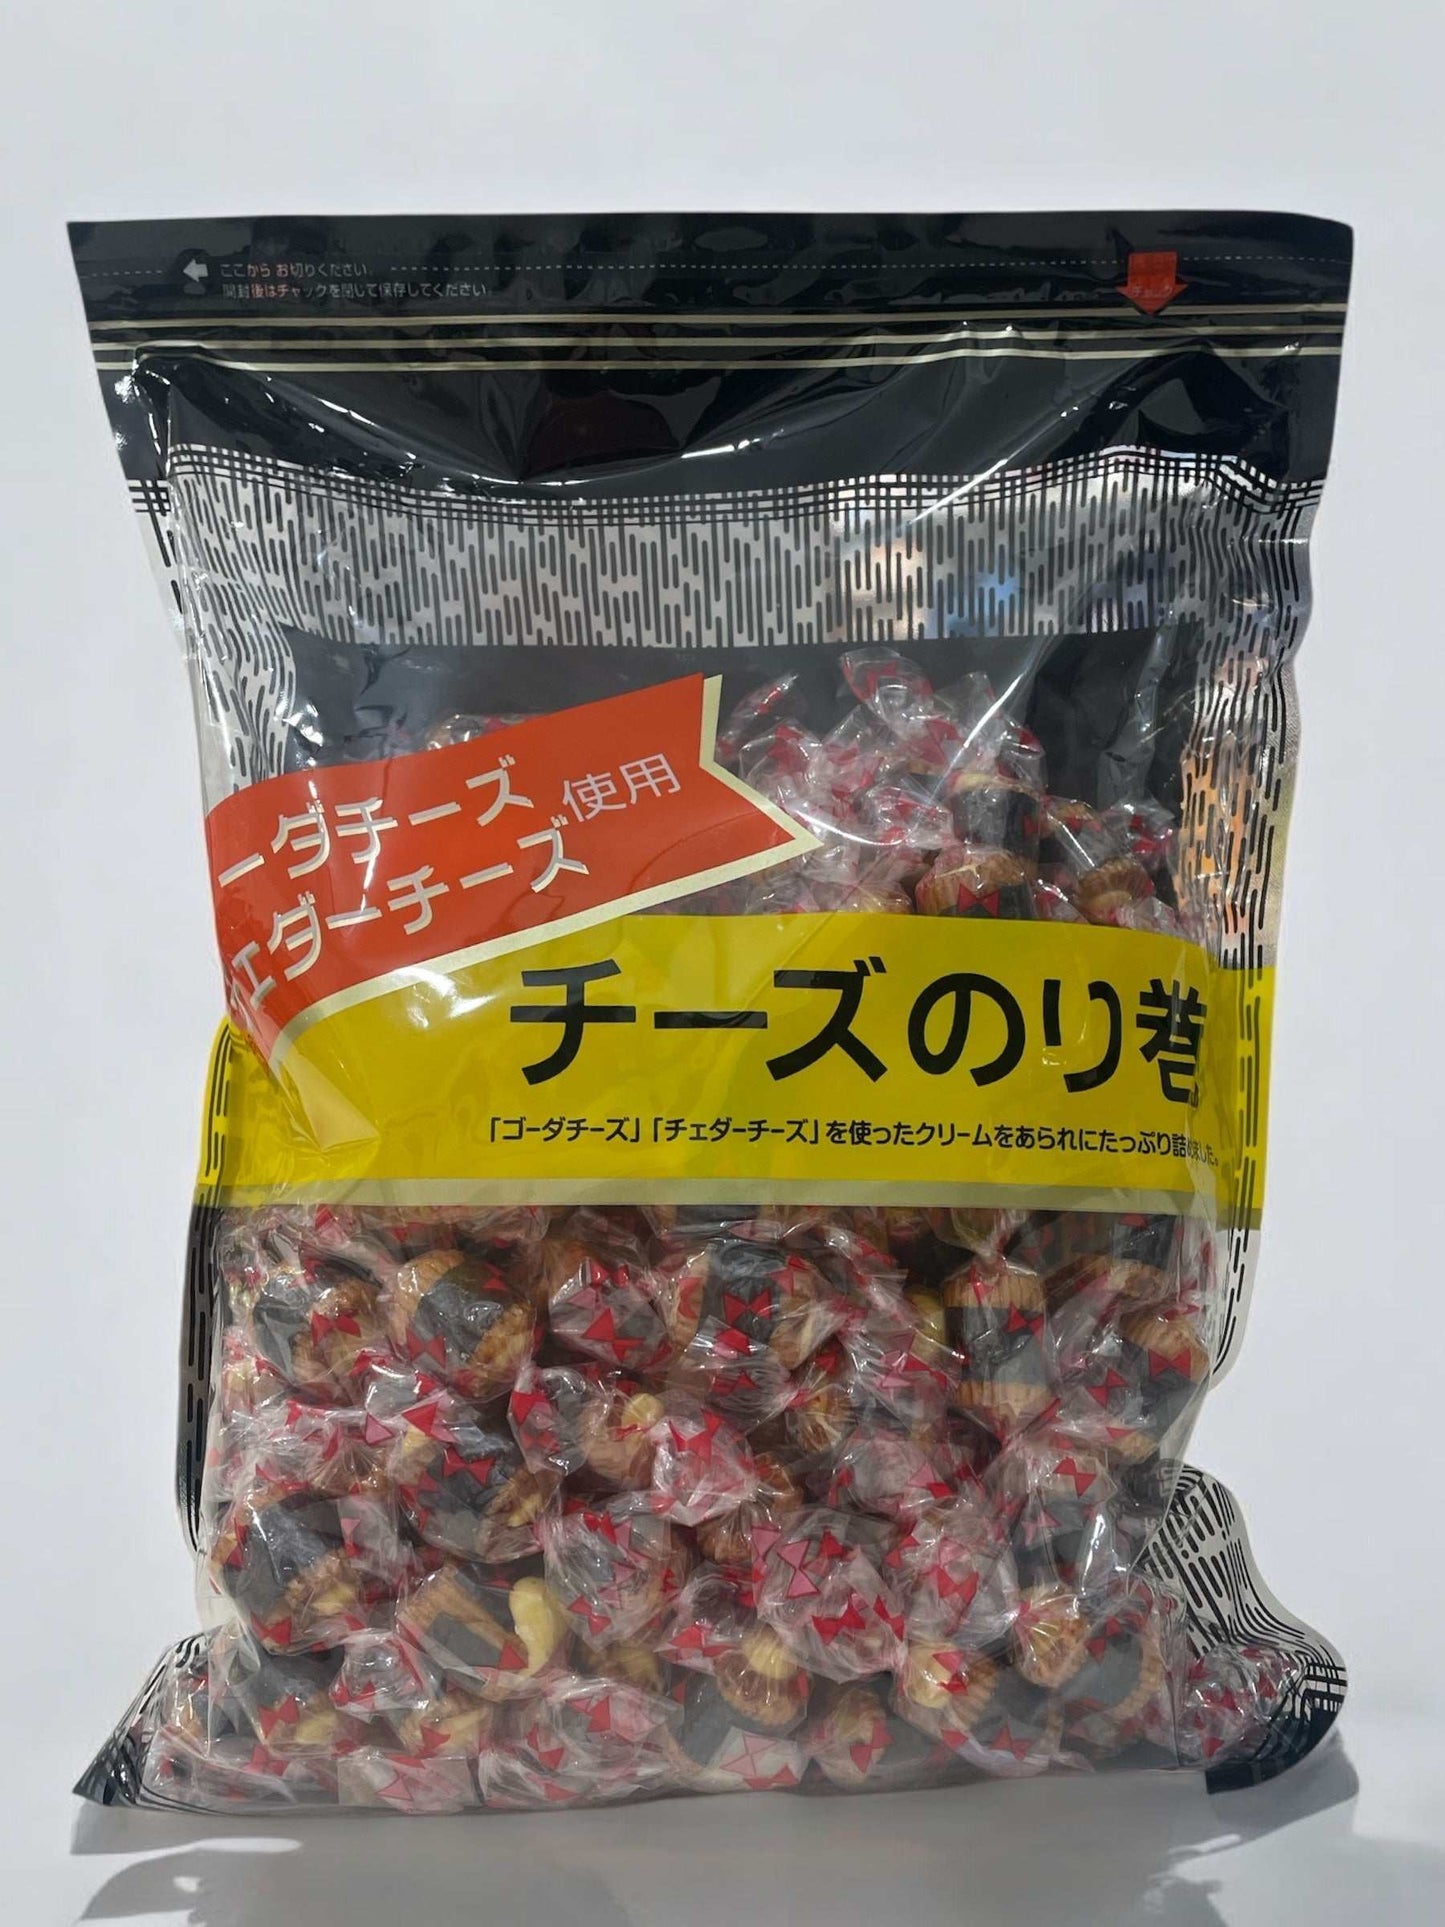 ここから お切りください。
開封後はチャックを閉じて保存してください。
チャック
ーダチーズ
ェダーチーズ 使用
チーズのり巻
「ゴーダチーズ」「チェダーチーズ」を使ったクリームをあられにたっぷり詰めました。